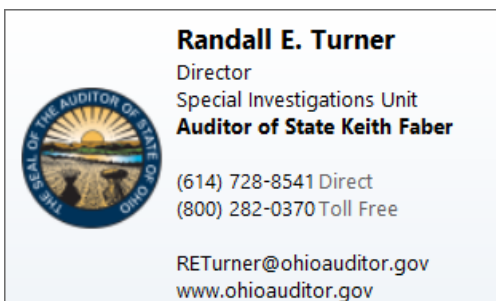 Randall E. Turner
Director
Special Investigations Unit
Auditor of State Keith Faber
(614) 728-8541 Direct
(800) 282-0370 Toll Free
RETurner@ohioauditor.gov
www.ohioauditor.gov
THE SEAL OF THE AUDITOR OF STATE OF OHIO